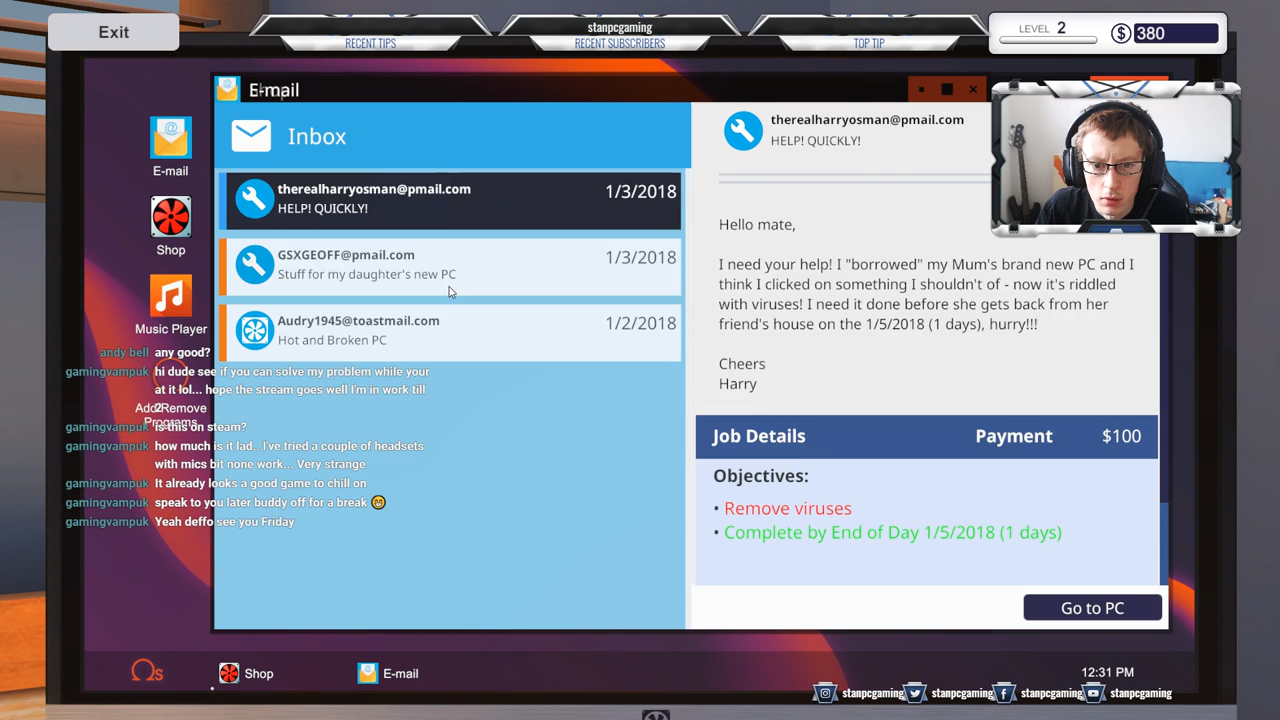 Exit
RECENT TIPS
stanpcgaming
RECENT SUBSCRIBERS
TOP TIP
LEVEL 2
$ 380
E-mail
Inbox
therealharryosman@pmail.com
HELP! QUICKLY!
1/3/2018
GSXGEOFF@pmail.com
Stuff for my daughter's new PC
1/3/2018
Audry1945@toastmail.com
Hot and Broken PC
1/2/2018
therealharryosman@pmail.com
HELP! QUICKLY!
Hello mate,
I need your help! I "borrowed" my Mum's brand new PC and I
think I clicked on something I shouldn't of - now it's riddled
with viruses! I need it done before she gets back from her
friend's house on the 1/5/2018 (1 days), hurry!!!
Cheers
Harry
Job Details Payment $100
Objectives:
• Remove viruses
• Complete by End of Day 1/5/2018 (1 days)
Go to PC
E-mail
Shop
Music Player
Add/Remove
Programs
andy bell any good?
gamingvampuk hi dude see if you can solve my problem while your
at it lol... hope the stream goes well I'm in work till
2
gamingvampuk is this on steam?
gamingvampuk how much is it lad.. I've tried a couple of headsets
with mics bit none work... Very strange
gamingvampuk It already looks a good game to chill on
gamingvampuk speak to you later buddy off for a break 😁
gamingvampuk Yeah deffo see you Friday
Ωs
Shop
E-mail
12:31 PM
stanpcgaming stanpcgaming stanpcgaming stanpcgaming